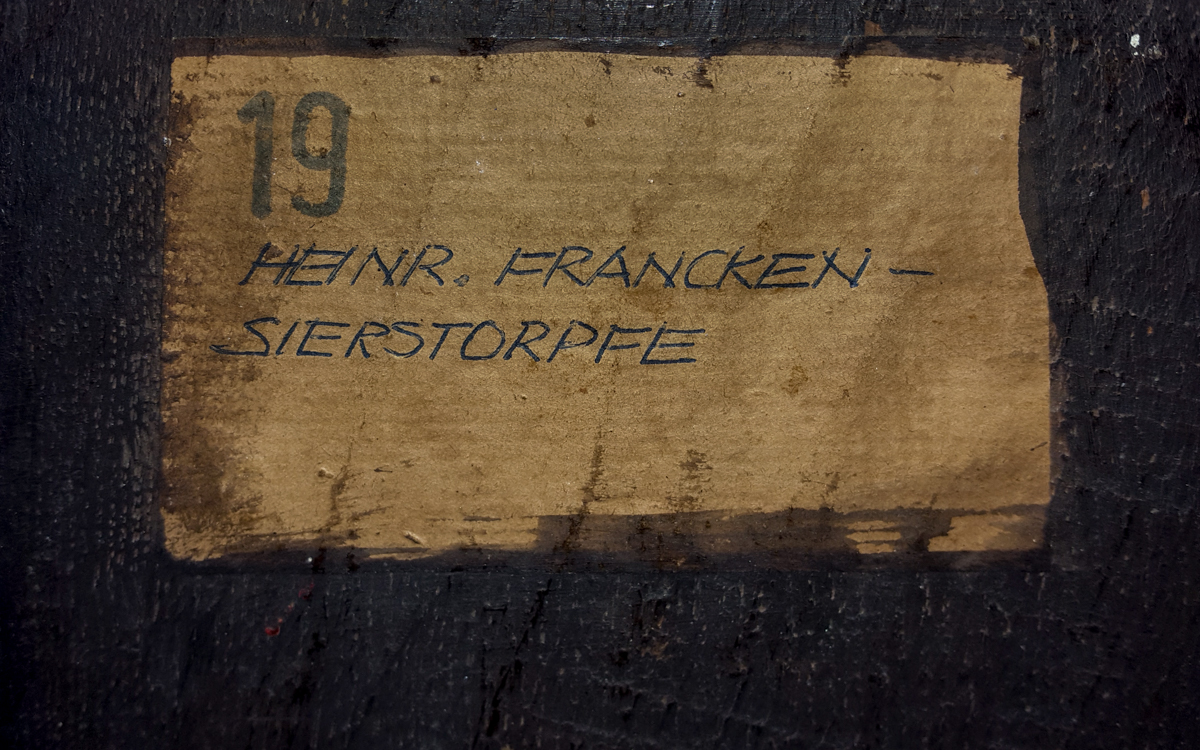 19
HEINR. FRANCKEN –
SIERSTORPFE